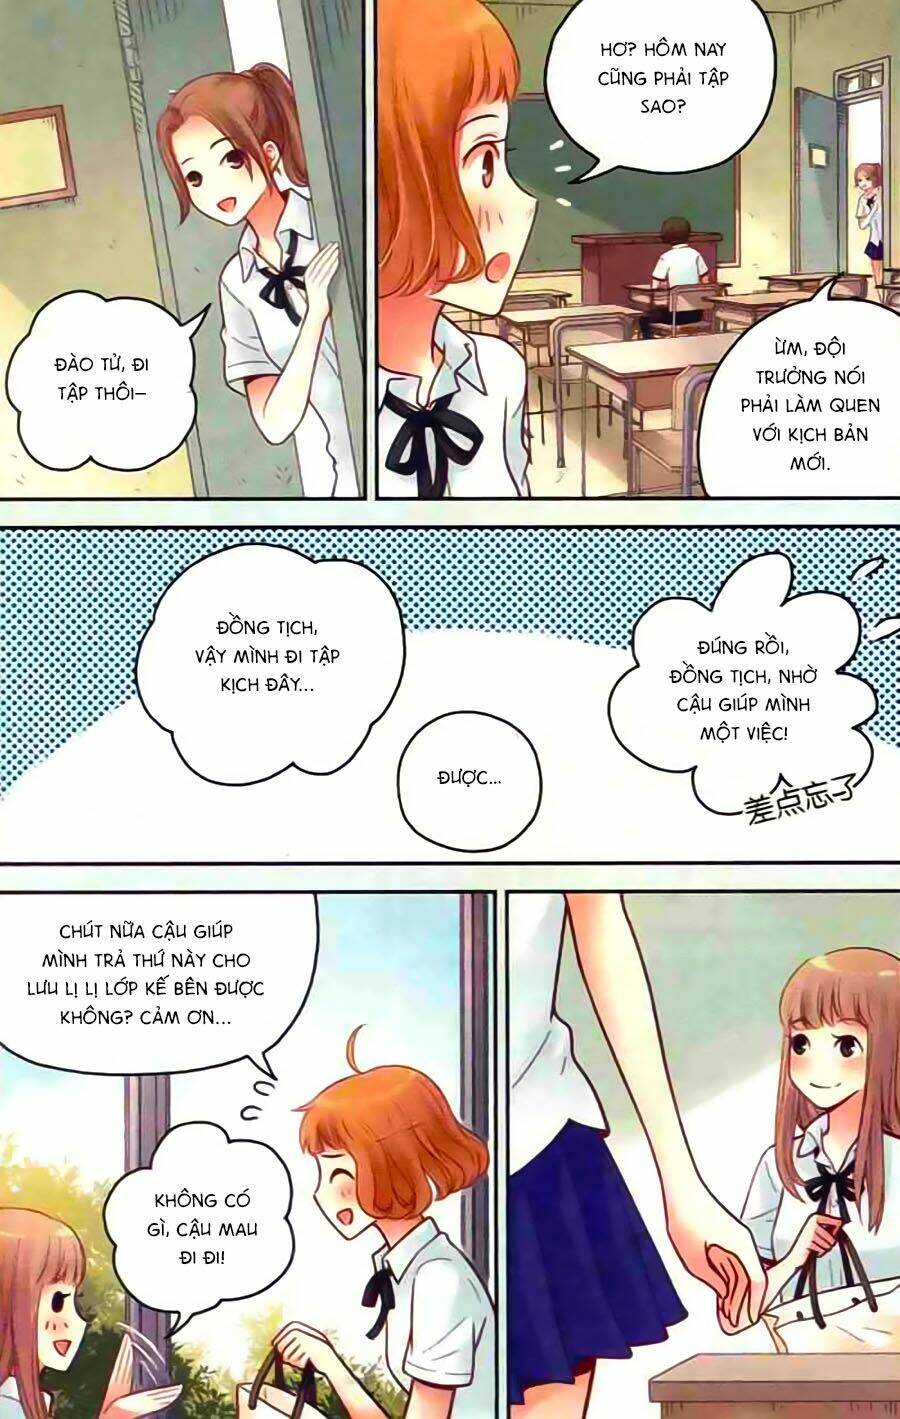 ĐÀO TỬ, ĐI
TẬP THÔI–
HƠ? HÔM NAY
CŨNG PHẢI TẬP
SAO?
ỪM, ĐỘI
TRƯỞNG NÓI
PHẢI LÀM QUEN
VỚI KỊCH BẢN
MỚI.
ĐỒNG TỊCH,
VẬY MÌNH ĐI TẬP
KỊCH ĐÂY...
ĐƯỢC...
ĐÚNG RỒI,
ĐỒNG TỊCH, NHỜ
CẬU GIÚP MÌNH
MỘT VIỆC!
差点忘了
CHÚT NỮA CẬU GIÚP
MÌNH TRẢ THỨ NÀY CHO
LƯU LỊ LỊ LỚP KẾ BÊN ĐƯỢC
KHÔNG? CẢM ƠN...
KHÔNG CÓ
GÌ, CẬU MAU
ĐI ĐI!